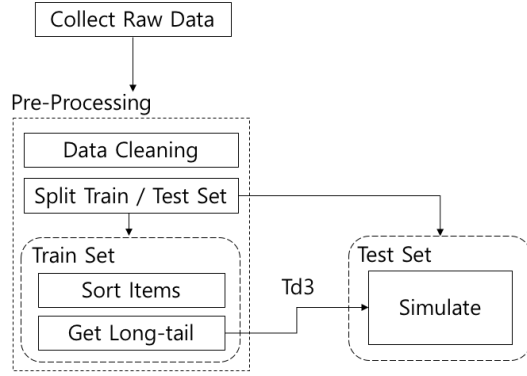 Collect Raw Data
Pre-Processing
Data Cleaning
Split Train / Test Set
Train Set
Sort Items
Get Long-tail
Td3
Test Set
Simulate